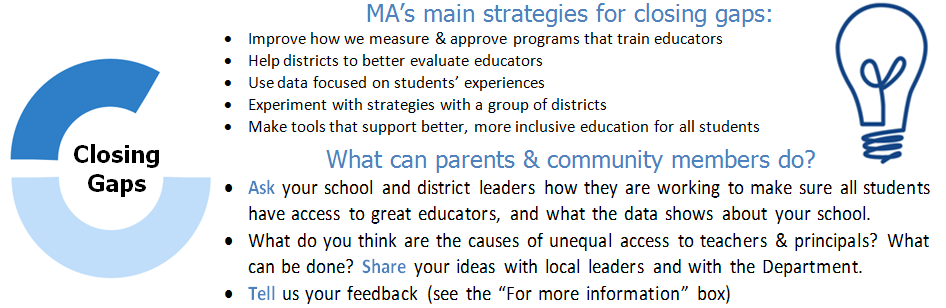 MA's main strategies for closing gaps:
• Improve how we measure & approve programs that train educators
• Help districts to better evaluate educators
• Use data focused on students' experiences
• Experiment with strategies with a group of districts
• Make tools that support better, more inclusive education for all students
Closing
Gaps
What can parents & community members do?
• Ask your school and district leaders how they are working to make sure all students
have access to great educators, and what the data shows about your school.
• What do you think are the causes of unequal access to teachers & principals? What
can be done? Share your ideas with local leaders and with the Department.
• Tell us your feedback (see the “For more information” box)